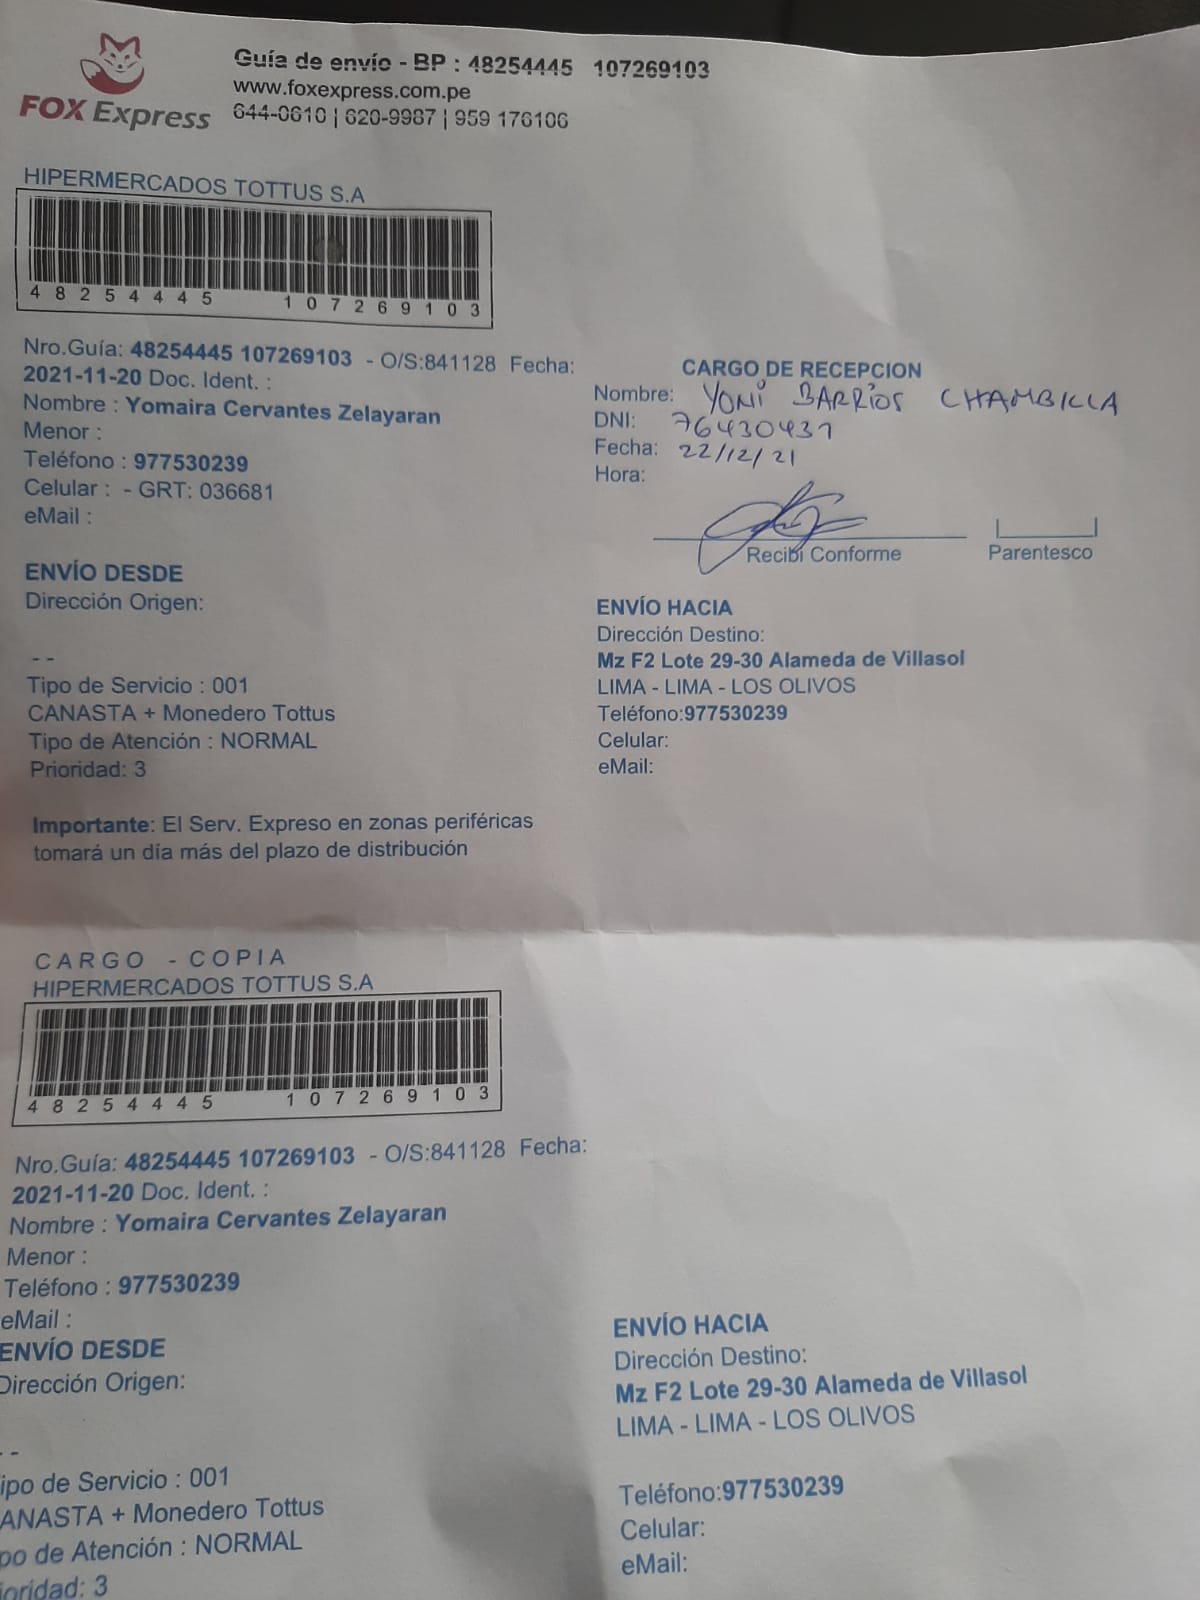 Guía de envío - BP : 48254445 107269103
www.foxexpress.com.pe
FOX Express
644-0610 | 620-9987 | 959 176106
HIPERMERCADOS TOTTUS S.A
48254445 107269103
Nro.Guía: 48254445 107269103 - O/S:841128 Fecha:
2021-11-20 Doc. Ident. :
Nombre : Yomaira Cervantes Zelayaran
Menor :
Teléfono : 977530239
Celular : - GRT: 036681
eMail :
CARGO DE RECEPCION
Nombre: YONI BARRIOS CHAMBILLA
DNI: 76430431
Fecha: 22/12/21
Hora:
Recibí Conforme
Parentesco
ENVÍO DESDE
Dirección Origen:
- -
Tipo de Servicio : 001
CANASTA + Monedero Tottus
Tipo de Atención : NORMAL
Prioridad: 3
ENVÍO HACIA
Dirección Destino:
Mz F2 Lote 29-30 Alameda de Villasol
LIMA - LIMA - LOS OLIVOS
Teléfono:977530239
Celular:
eMail:
Importante: El Serv. Expreso en zonas periféricas
tomará un día más del plazo de distribución
CARGO - COPIA
HIPERMERCADOS TOTTUS S.A
48254445 107269103
Nro.Guía: 48254445 107269103 - O/S:841128 Fecha:
2021-11-20 Doc. Ident. :
Nombre : Yomaira Cervantes Zelayaran
Menor :
Teléfono : 977530239
eMail :
ENVÍO DESDE
Dirección Origen:
- -
ipo de Servicio : 001
ANASTA + Monedero Tottus
po de Atención : NORMAL
ioridad: 3
ENVÍO HACIA
Dirección Destino:
Mz F2 Lote 29-30 Alameda de Villasol
LIMA - LIMA - LOS OLIVOS
Teléfono:977530239
Celular:
eMail: